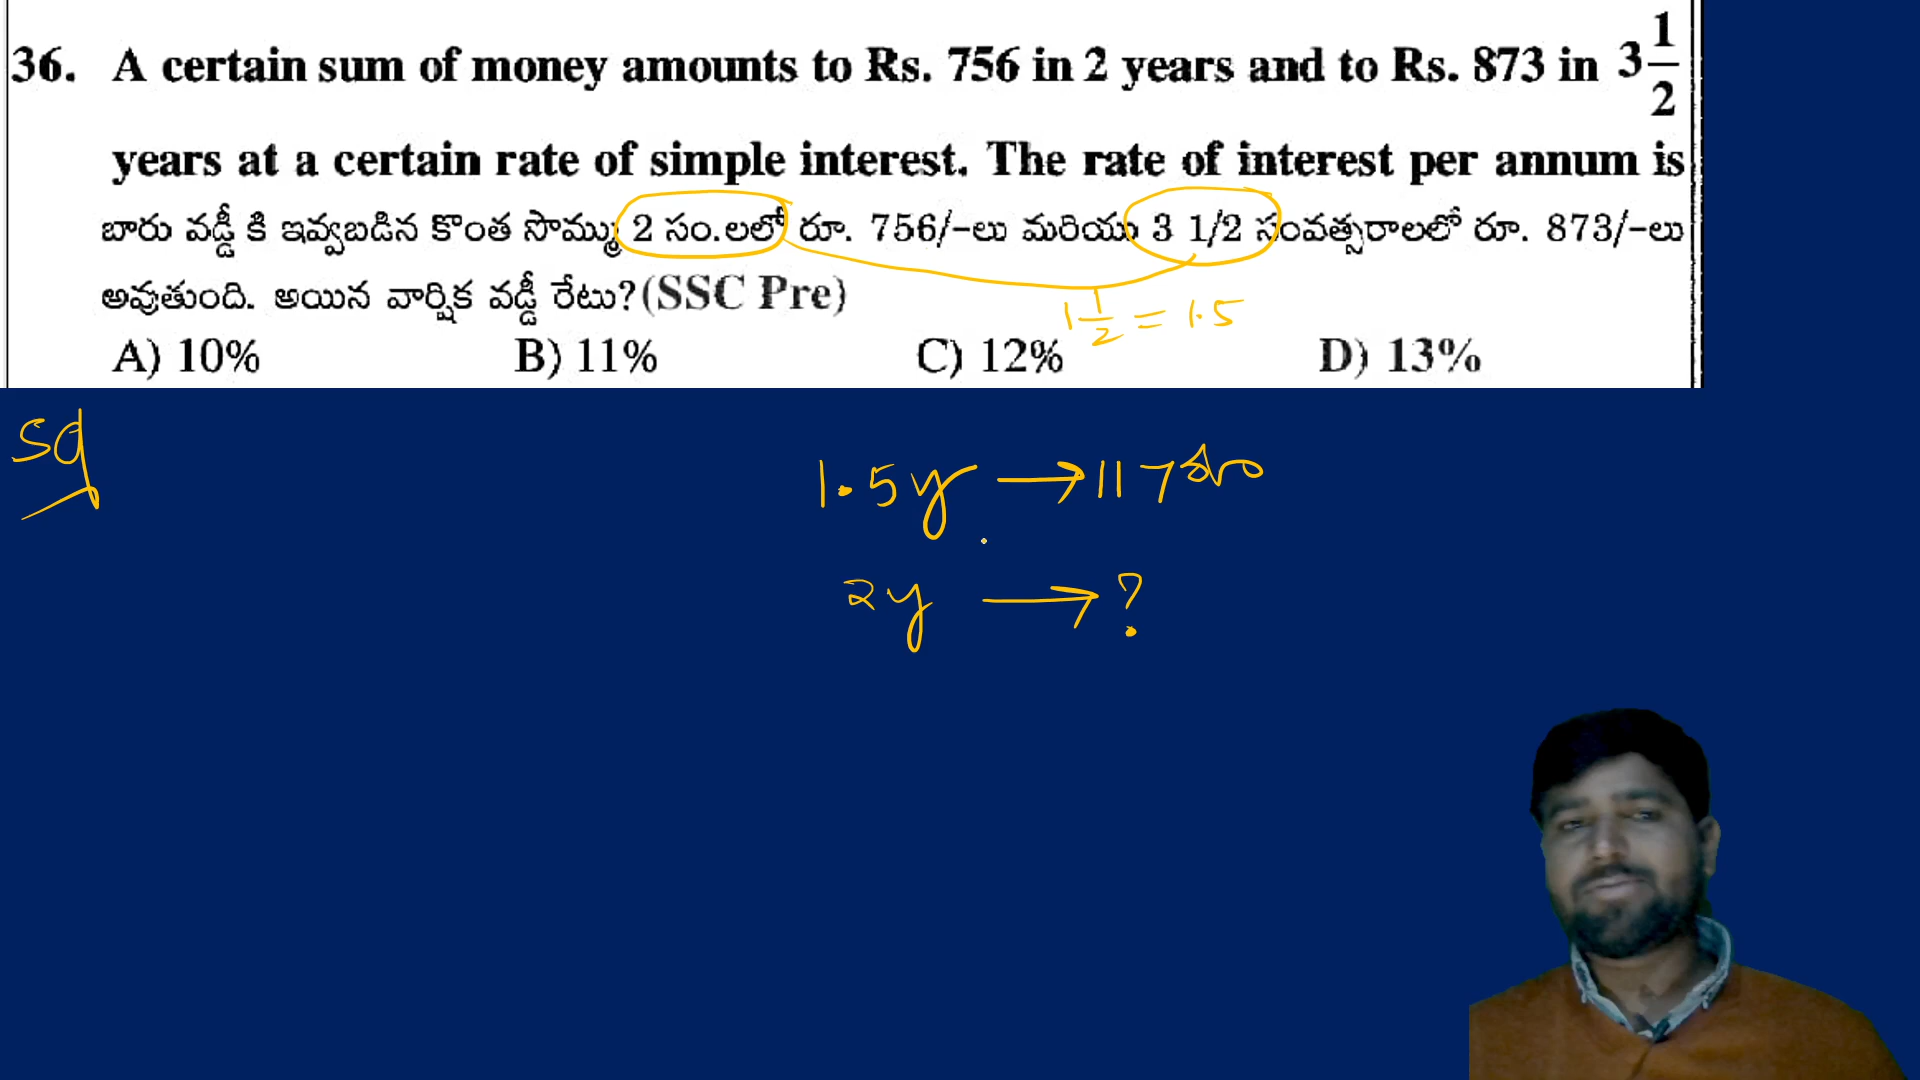 36. A certain sum of money amounts to Rs. 756 in 2 years and to Rs. 873 in 3 1/2
years at a certain rate of simple interest. The rate of interest per annum is
బారు వడ్డీ కి ఇవ్వబడిన కొంత సొమ్ము 2 సం.లలో రూ. 756/-లు మరియు 3 1/2 సంవత్సరాలలో రూ. 873/-లు
అవుతుంది. అయిన వార్షిక వడ్డీ రేటు?(SSC Pre)
1 1/2 = 1.5
A) 10% B) 11% C) 12% D) 13%
1.5y → 117
2y → ?